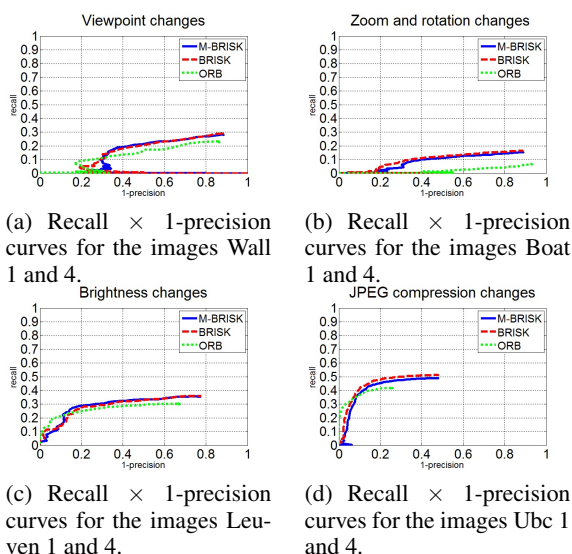 Viewpoint changes
1
0.9
0.8
0.7
0.6
0.5
0.4
0.3
0.2
0.1
0
recall
M-BRISK
BRISK
ORB
0 0.2 0.4 0.6 0.8 1
1-precision
(a) Recall × 1-precision
curves for the images Wall
1 and 4.
Zoom and rotation changes
1
0.9
0.8
0.7
0.6
0.5
0.4
0.3
0.2
0.1
0
recall
M-BRISK
BRISK
ORB
0 0.2 0.4 0.6 0.8 1
1-precision
(b) Recall × 1-precision
curves for the images Boat
1 and 4.
Brightness changes
1
0.9
0.8
0.7
0.6
0.5
0.4
0.3
0.2
0.1
0
recall
M-BRISK
BRISK
ORB
0 0.2 0.4 0.6 0.8 1
1-precision
(c) Recall × 1-precision
curves for the images Leu-
ven 1 and 4.
JPEG compression changes
1
0.9
0.8
0.7
0.6
0.5
0.4
0.3
0.2
0.1
0
recall
M-BRISK
BRISK
ORB
0 0.2 0.4 0.6 0.8 1
1-precision
(d) Recall × 1-precision
curves for the images Ubc 1
and 4.